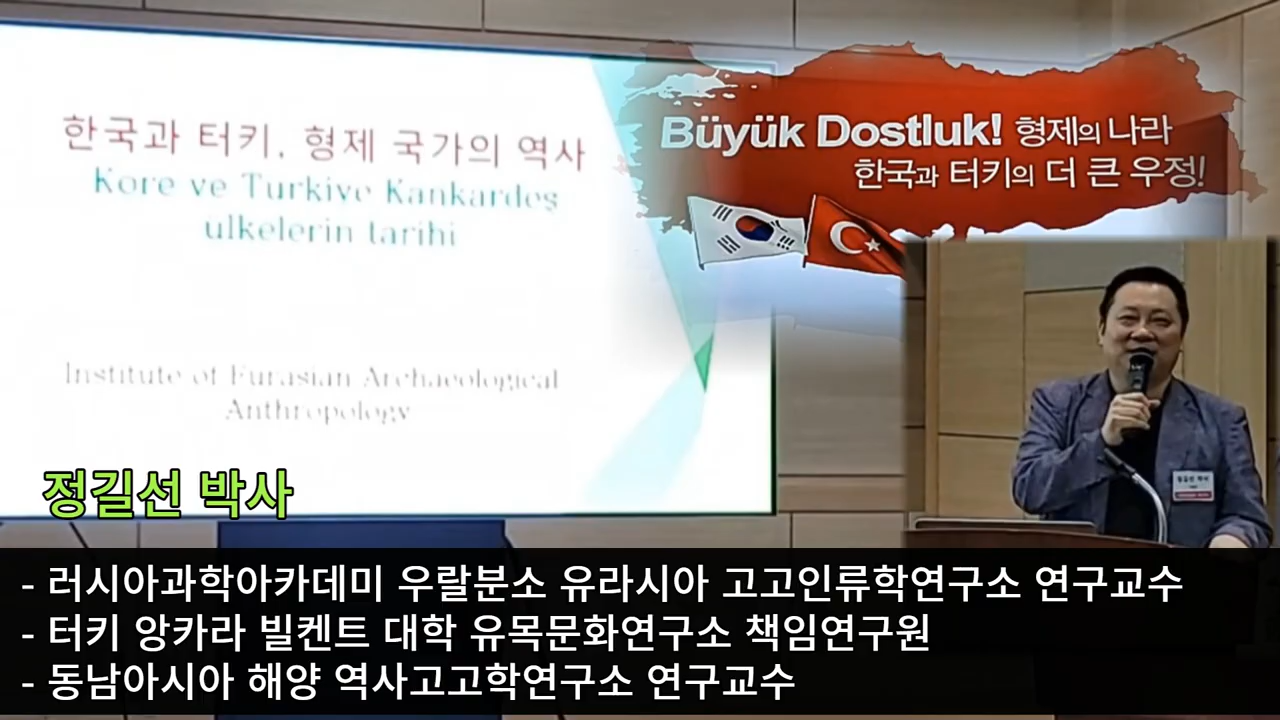 한국과 터키, 형제 국가의 역사
Kore ve Turkiye Kankardeş
ülkelerin tarihi
Institute of Eurasian Archaeological
Anthropology
Büyük Dostluk! 형제의 나라
한국과 터키의 더 큰 우정!
정길선 박사
정길선 박사
- 러시아과학아카데미 우랄분소 유라시아 고고인류학연구소 연구교수
- 터키 앙카라 빌켄트 대학 유목문화연구소 책임연구원
- 동남아시아 해양 역사고고학연구소 연구교수